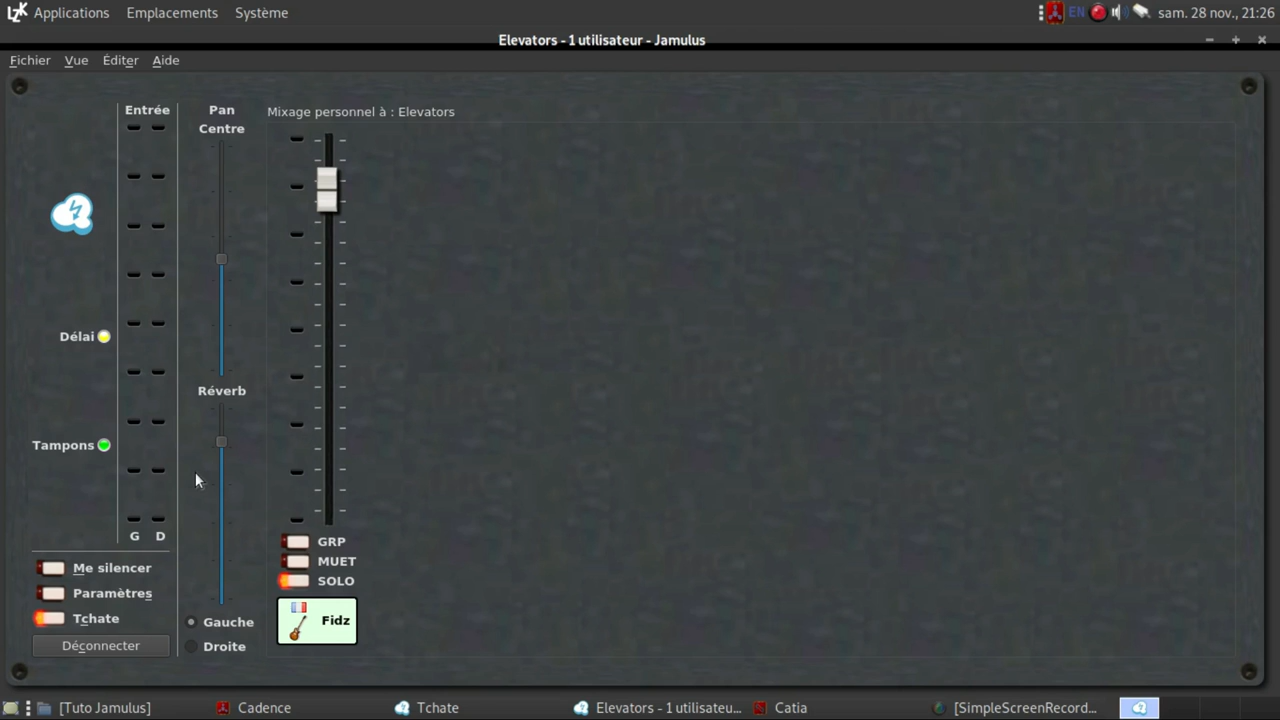 Applications Emplacements Système
EN sam. 28 nov., 21:26
Elevators - 1 utilisateur - Jamulus
Fichier Vue Éditer Aide
Entrée
Pan
Centre
Mixage personnel à : Elevators
Délai
Réverb
Tampons
G D
GRP
MUET
SOLO
Me silencer
Paramètres
Tchate
Déconnecter
Gauche
Droite
Fidz
[Tuto Jamulus] Cadence Tchate Elevators - 1 utilisateu... Catia [SimpleScreenRecord...